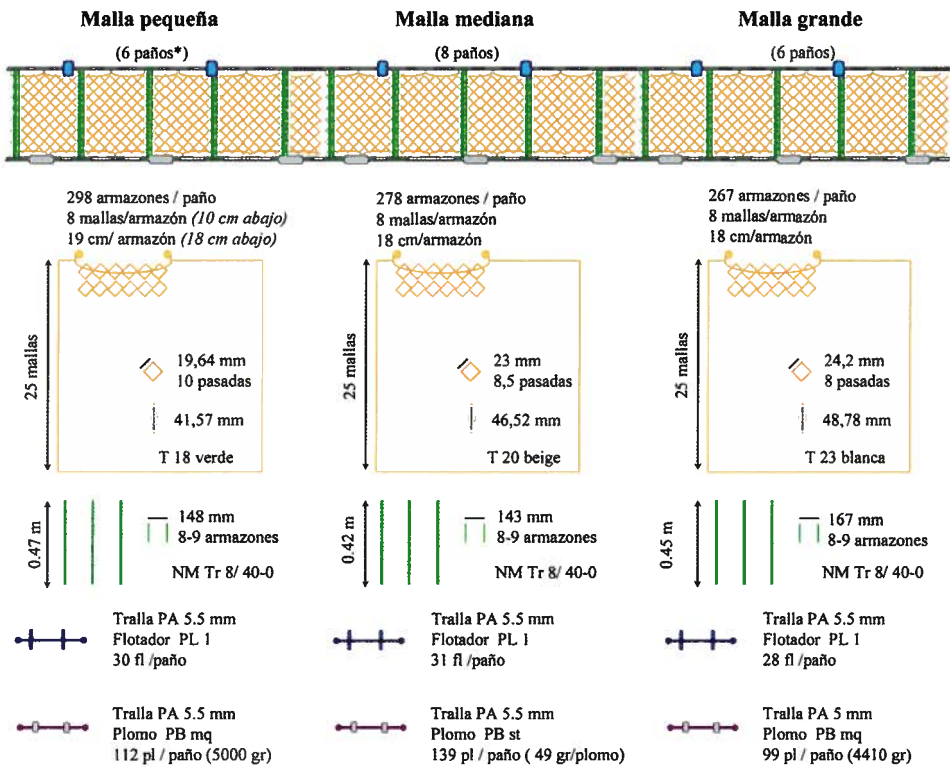 Malla pequeña
(6 paños*)
298 armazones / paño
8 mallas/armazón (10 cm abajo)
19 cm/ armazón (18 cm abajo)
25 mallas
19,64 mm
10 pasadas
41,57 mm
T 18 verde
0.47 m
148 mm
8-9 armazones
NM Tr 8/ 40-0
Tralla PA 5.5 mm
Flotador PL 1
30 fl /paño
Tralla PA 5.5 mm
Plomo PB mq
112 pl / paño (5000 gr)
Malla mediana
(8 paños)
278 armazones / paño
8 mallas/armazón
18 cm/armazón
25 mallas
23 mm
8,5 pasadas
46,52 mm
T 20 beige
0.42 m
143 mm
8-9 armazones
NM Tr 8/ 40-0
Tralla PA 5.5 mm
Flotador PL 1
31 fl /paño
Tralla PA 5.5 mm
Plomo PB st
139 pl / paño ( 49 gr/plomo)
Malla grande
(6 paños)
267 armazones / paño
8 mallas/armazón
18 cm/armazón
25 mallas
24,2 mm
8 pasadas
48,78 mm
T 23 blanca
0.45 m
167 mm
8-9 armazones
NM Tr 8/ 40-0
Tralla PA 5.5 mm
Flotador PL 1
28 fl /paño
Tralla PA 5 mm
Plomo PB mq
99 pl / paño (4410 gr)